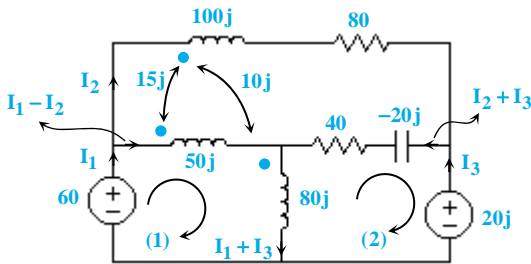 100j
80
15j
10j
I₂
I₁ − I₂
I₂ + I₃
−20j
40
I₁
50j
I₃
60
80j
20j
(1)
(2)
I₁ + I₃